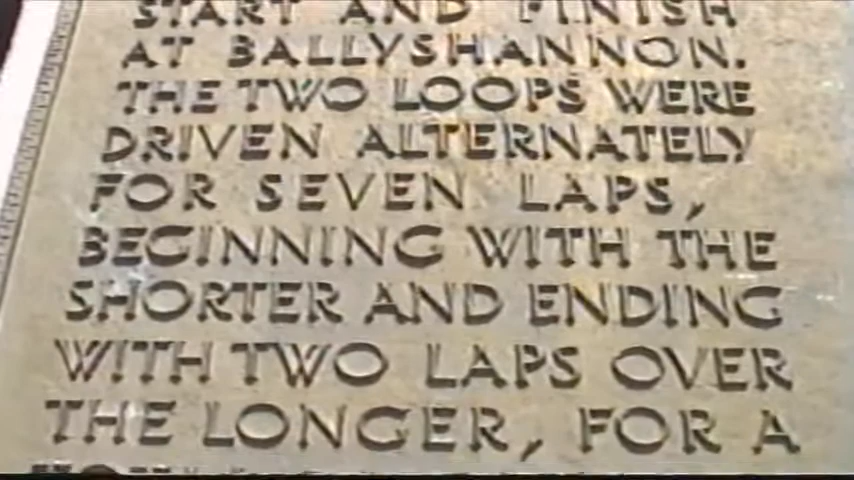 START AND FINISH
AT BALLYSHANNON.
THE TWO LOOPS WERE
DRIVEN ALTERNATELY
FOR SEVEN LAPS,
BEGINNING WITH THE
SHORTER AND ENDING
WITH TWO LAPS OVER
THE LONGER, FOR A